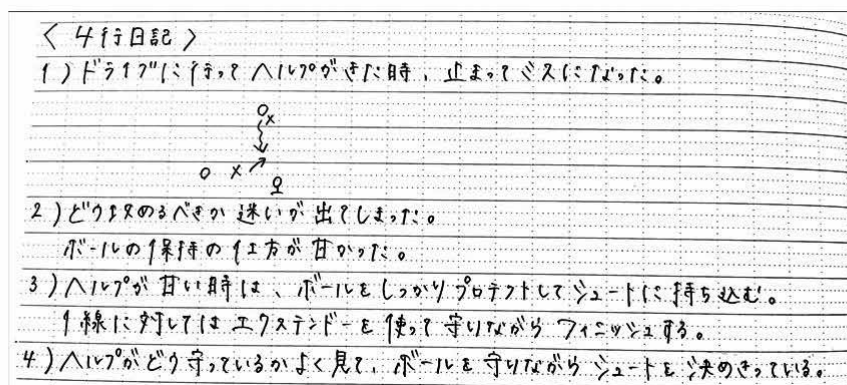 〈 4行日記 〉
1）ドライブに行ってヘルプがきた時、止まってミスになった。
2）どう攻めるべきか迷いが出てしまった。
ボールの保持の仕方が甘かった。
3）ヘルプが甘い時は、ボールをしっかりプロテクトしてシュートに持ち込む。
1線に対してはエクステンドーを使って守りながらフィニッシュする。
4）ヘルプがどう守っているかよく見て、ボールを守りながらシュートを決めきっている。